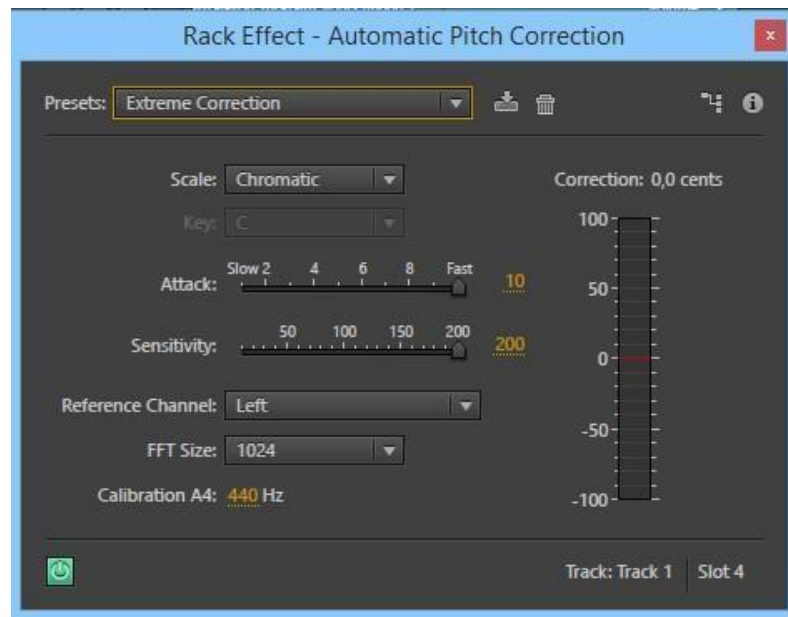 Rack Effect - Automatic Pitch Correction
x
Presets: Extreme Correction
Scale: Chromatic
Correction: 0,0 cents
Key: C
100
Slow 2 4 6 8 Fast
Attack: 10
50
50 100 150 200
Sensitivity: 200
0
Reference Channel: Left
-50
FFT Size: 1024
Calibration A4: 440 Hz
-100
Track: Track 1
Slot 4